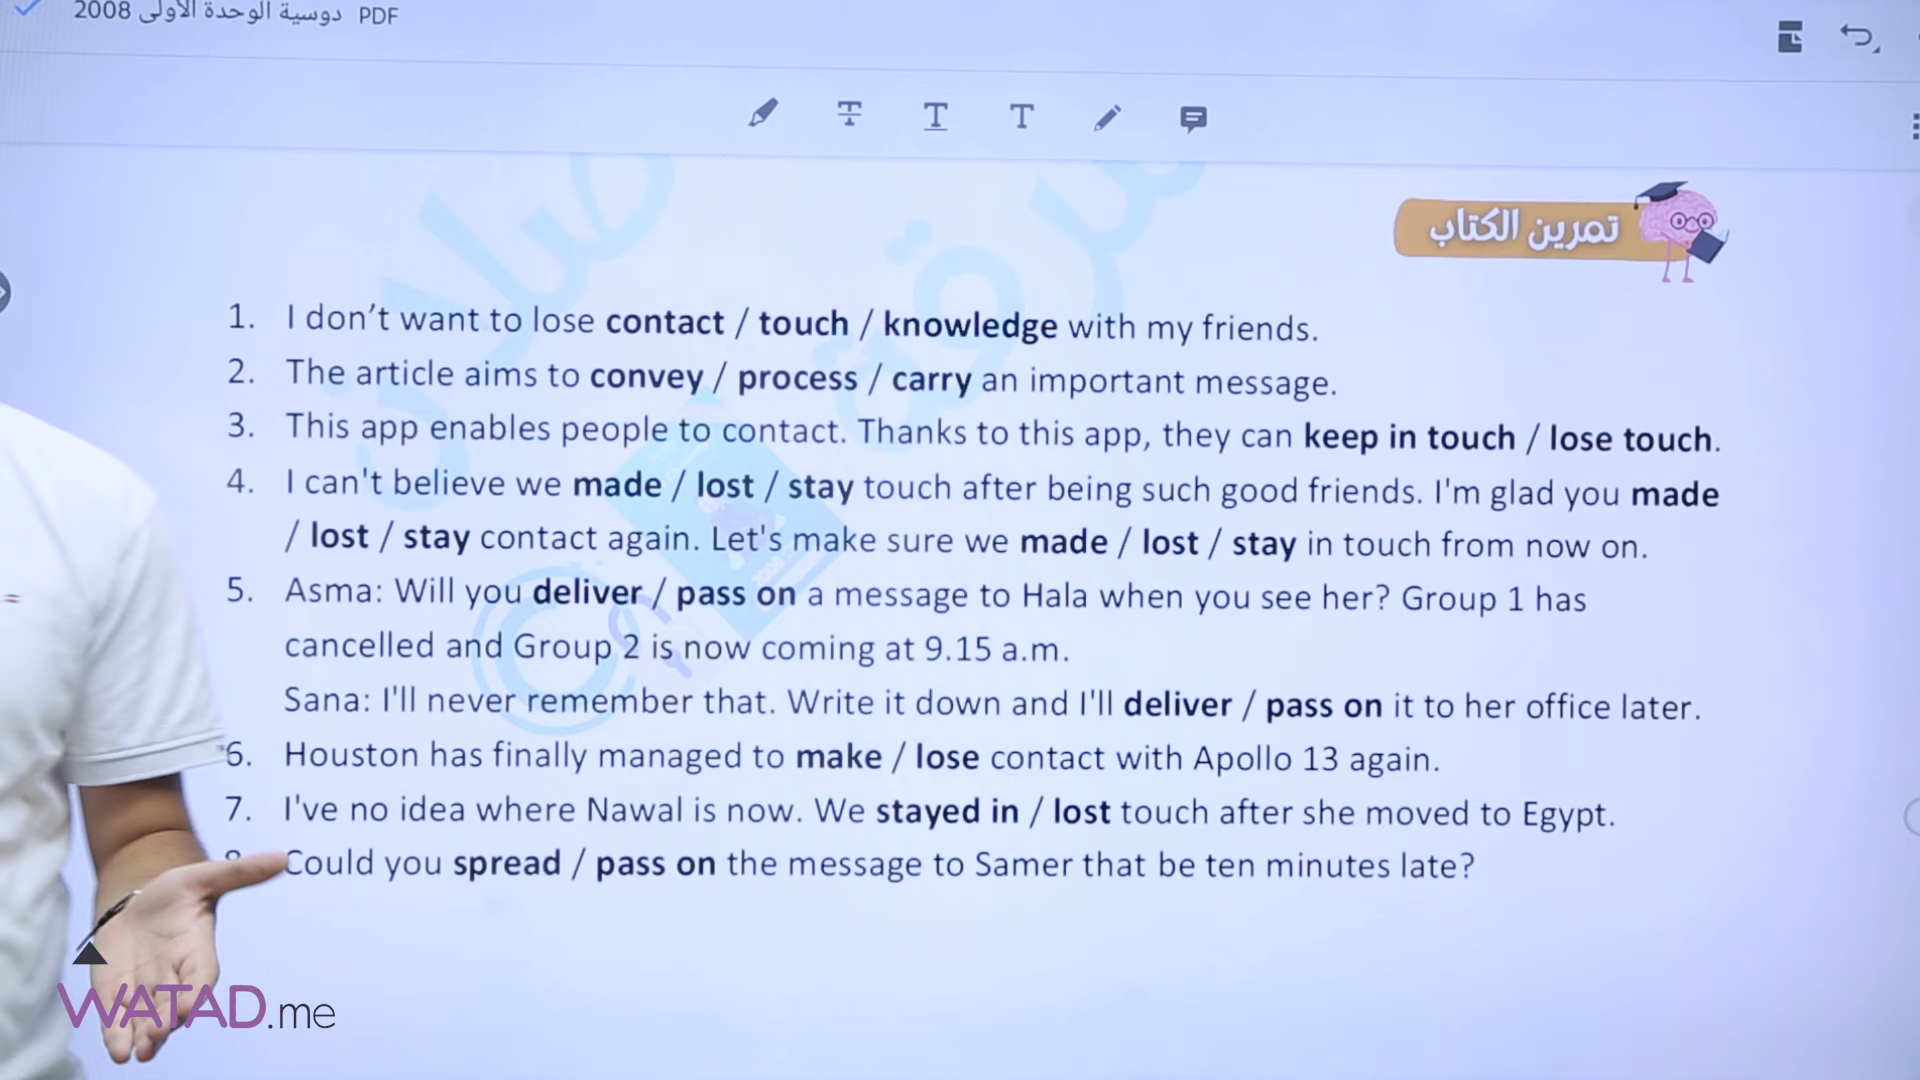 دوسية الوحدة الأولى 2008 PDF
تمرين الكتاب
1. I don't want to lose contact / touch / knowledge with my friends.
2. The article aims to convey / process / carry an important message.
3. This app enables people to contact. Thanks to this app, they can keep in touch / lose touch.
4. I can't believe we made / lost / stay touch after being such good friends. I'm glad you made
/ lost / stay contact again. Let's make sure we made / lost / stay in touch from now on.
5. Asma: Will you deliver / pass on a message to Hala when you see her? Group 1 has
cancelled and Group 2 is now coming at 9.15 a.m.
Sana: I'll never remember that. Write it down and I'll deliver / pass on it to her office later.
6. Houston has finally managed to make / lose contact with Apollo 13 again.
7. I've no idea where Nawal is now. We stayed in / lost touch after she moved to Egypt.
Could you spread / pass on the message to Samer that be ten minutes late?
WATAD.me